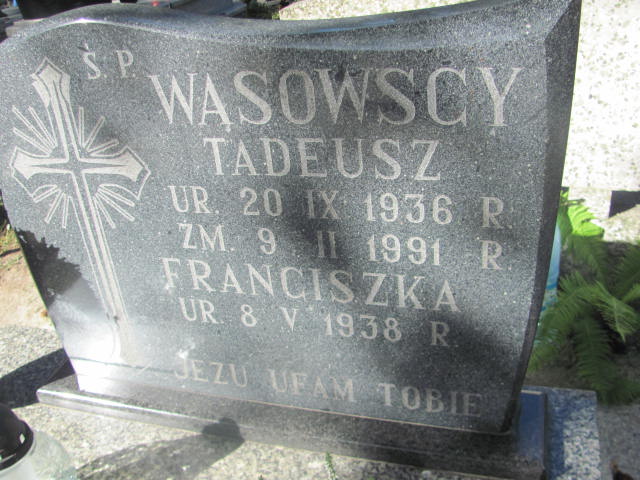 Ś.P.
WĄSOWSCY
TADEUSZ
UR. 20 IX 1936 R.
ZM. 9 II 1991 R.
FRANCISZKA
UR. 8 V 1938 R.
JEZU UFAM TOBIE